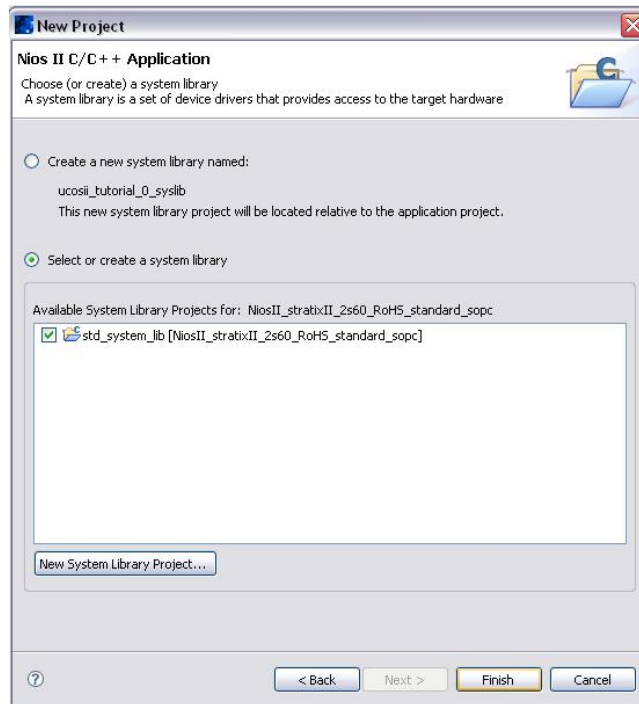 New Project
Nios II C/C++ Application
Choose (or create) a system library
A system library is a set of device drivers that provides access to the target hardware
Create a new system library named:
ucosii_tutorial_0_syslib
This new system library project will be located relative to the application project.
Select or create a system library
Available System Library Projects for: NiosII_stratixII_2s60_RoHS_standard_sopc
std_system_lib [NiosII_stratixII_2s60_RoHS_standard_sopc]
New System Library Project...
? < Back Next > Finish Cancel